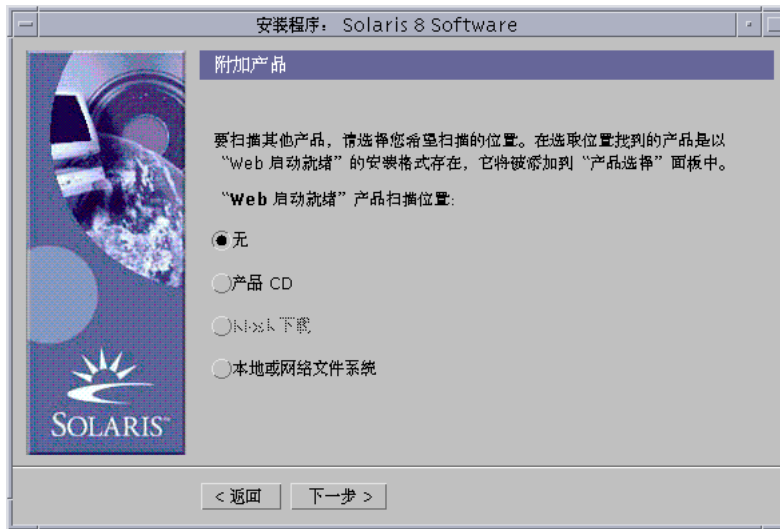 安装程序： Solaris 8 Software
附加产品
要扫描其他产品，请选择您希望扫描的位置。在选取位置找到的产品是以
“Web 启动就绪”的安装格式存在，它将被添加到“产品选择”面板中。
“Web 启动就绪”产品扫描位置:
无
产品 CD
kiosk 下载
本地或网络文件系统
SOLARIS™
< 返回
下一步 >